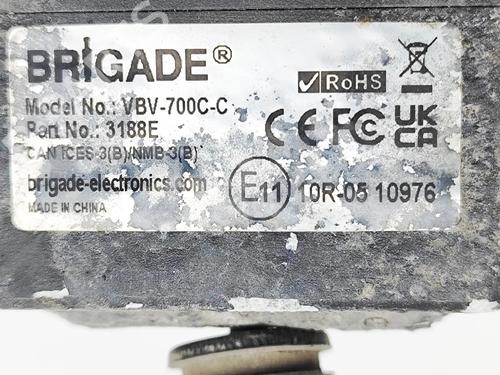 BRIGADE®
RoHS
Model No.: VBV-700C-C
Part No.: 3188E
CE FC UK CA
CAN ICES-3(B)/NMB-3(B)
brigade-electronics.com
E11 10R-05 10976
MADE IN CHINA